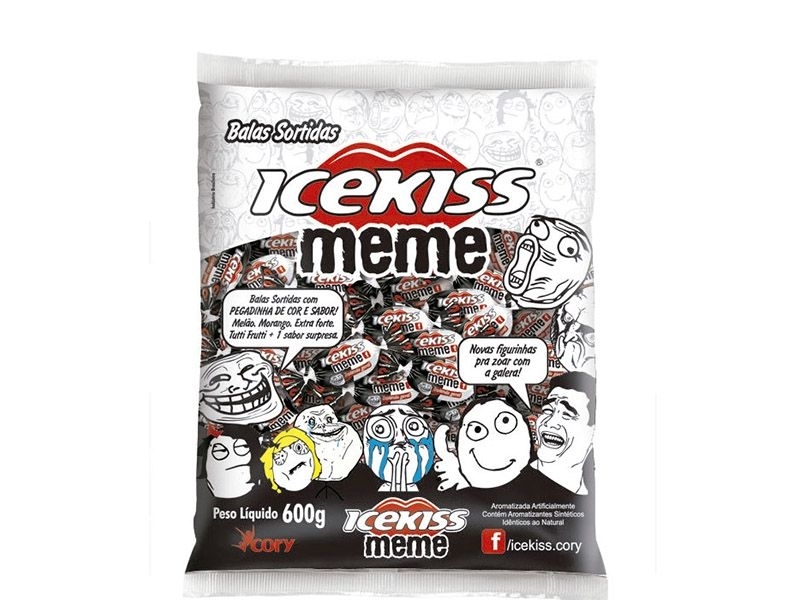 Balas Sortidas
Indústria Brasileira
ICEKISS®
meme
Balas Sortidas com
PEGADINHA DE COR E SABOR!
Melão. Morango. Extra forte.
Tutti Frutti + 1 sabor surpresa.
Novas figurinhas
pra zoar com
a galera!
Peso Líquido 600g
cory
ICEKISS
meme
Aromatizada Artificialmente
Contém Aromatizantes Sintéticos
Idênticos ao Natural
f /icekiss.cory